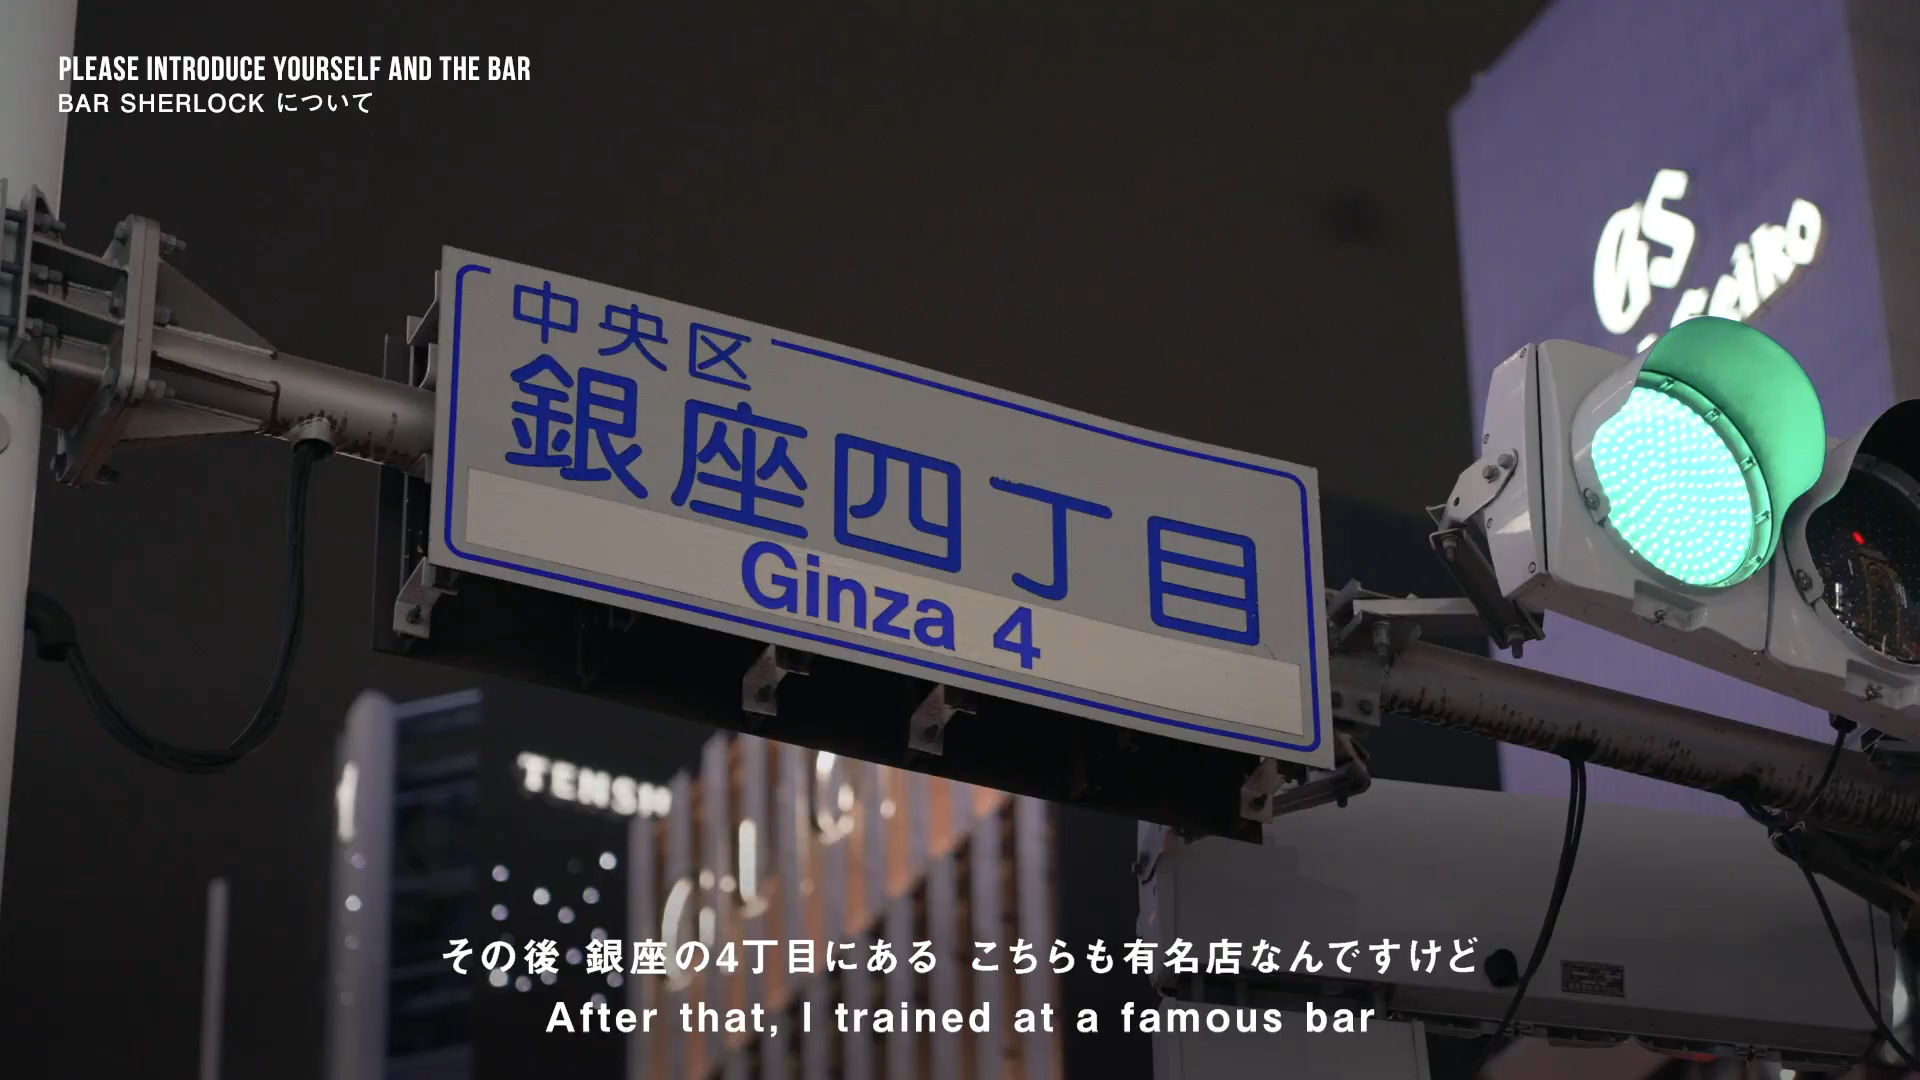 PLEASE INTRODUCE YOURSELF AND THE BAR
BAR SHERLOCK について
GS
Seiko
中央区
銀座四丁目
Ginza 4
その後 銀座の4丁目にある こちらも有名店なんですけど
After that, I trained at a famous bar